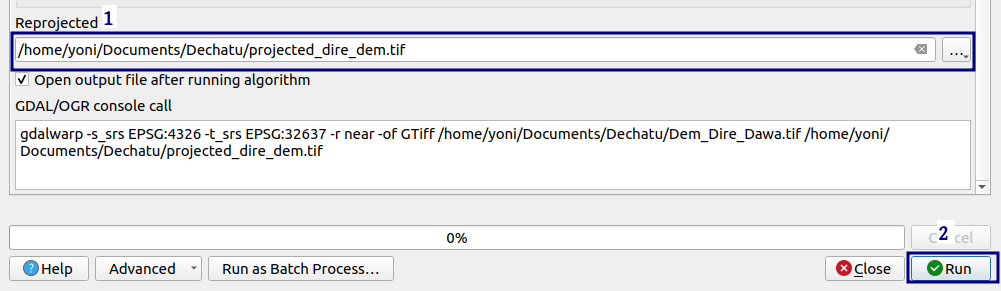 Reprojected 1
/home/yoni/Documents/Dechatu/projected_dire_dem.tif
...
Open output file after running algorithm
GDAL/OGR console call
gdalwarp -s_srs EPSG:4326 -t_srs EPSG:32637 -r near -of GTiff /home/yoni/Documents/Dechatu/Dem_Dire_Dawa.tif /home/yoni/
Documents/Dechatu/projected_dire_dem.tif
0%
2
Help Advanced Run as Batch Process... Close Run